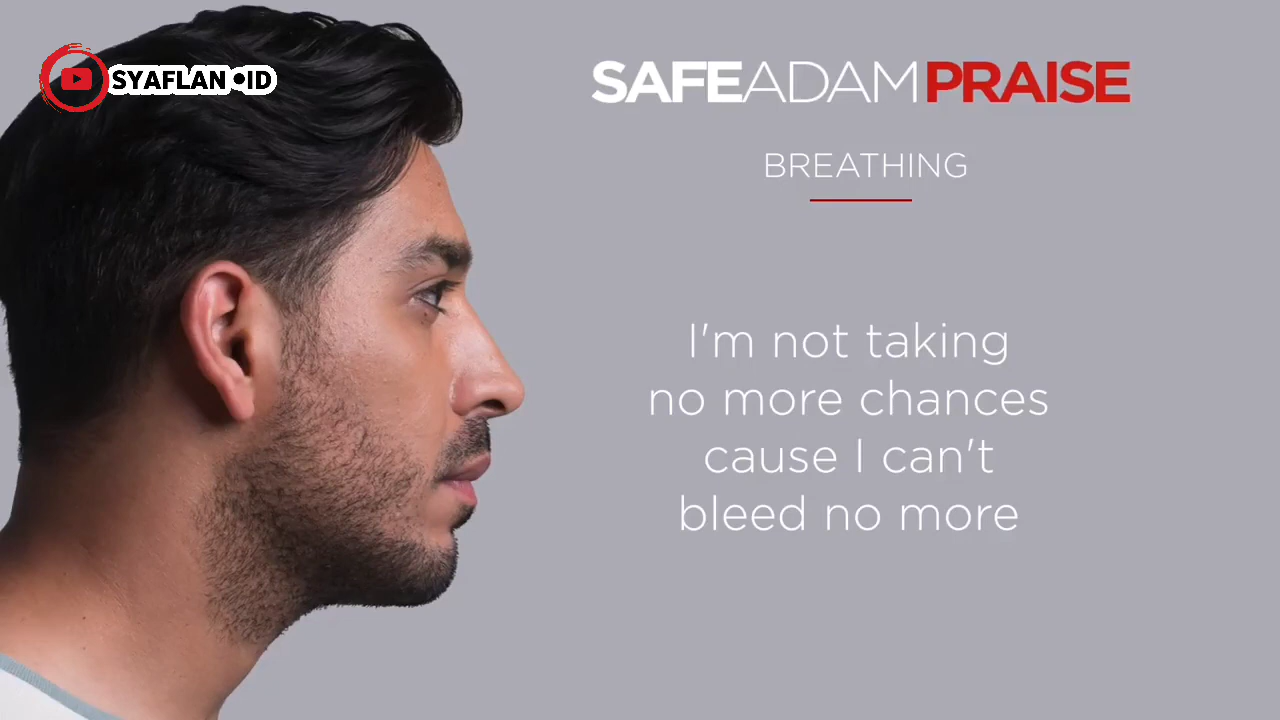 SYAFLAN•ID
SAFEADAMPRAISE
BREATHING
I'm not taking
no more chances
cause I can't
bleed no more